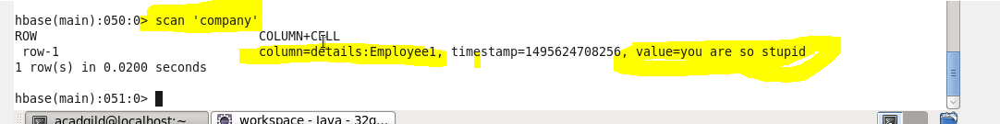 hbase(main):050:0> scan 'company'
ROW COLUMN+CELL
row-1 column=details:Employee1, timestamp=1495624708256, value=you are so stupid
1 row(s) in 0.0200 seconds
hbase(main):051:0>
acadgild@localhost:~ workspace - Java - 32g...